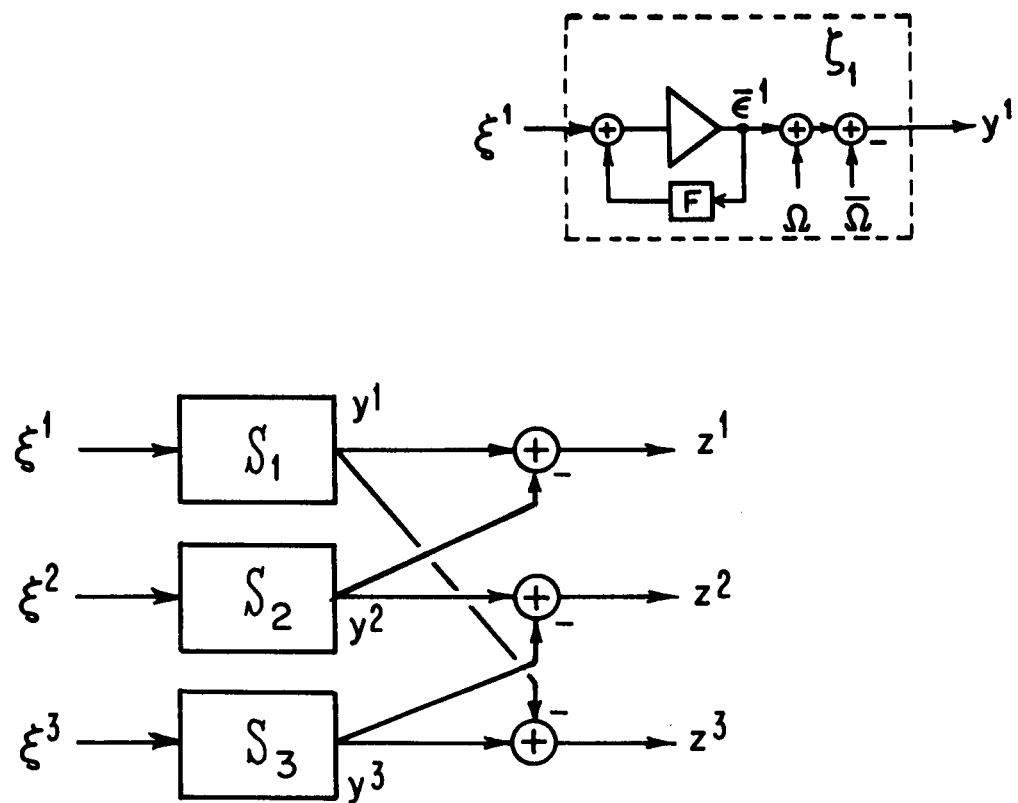 ζ₁
ξ¹ + ε̄¹ + + - y¹
F
Ω Ω̄
ξ¹ S₁ y¹ + - z¹
ξ² S₂ y² + - z²
ξ³ S₃ y³ + - z³